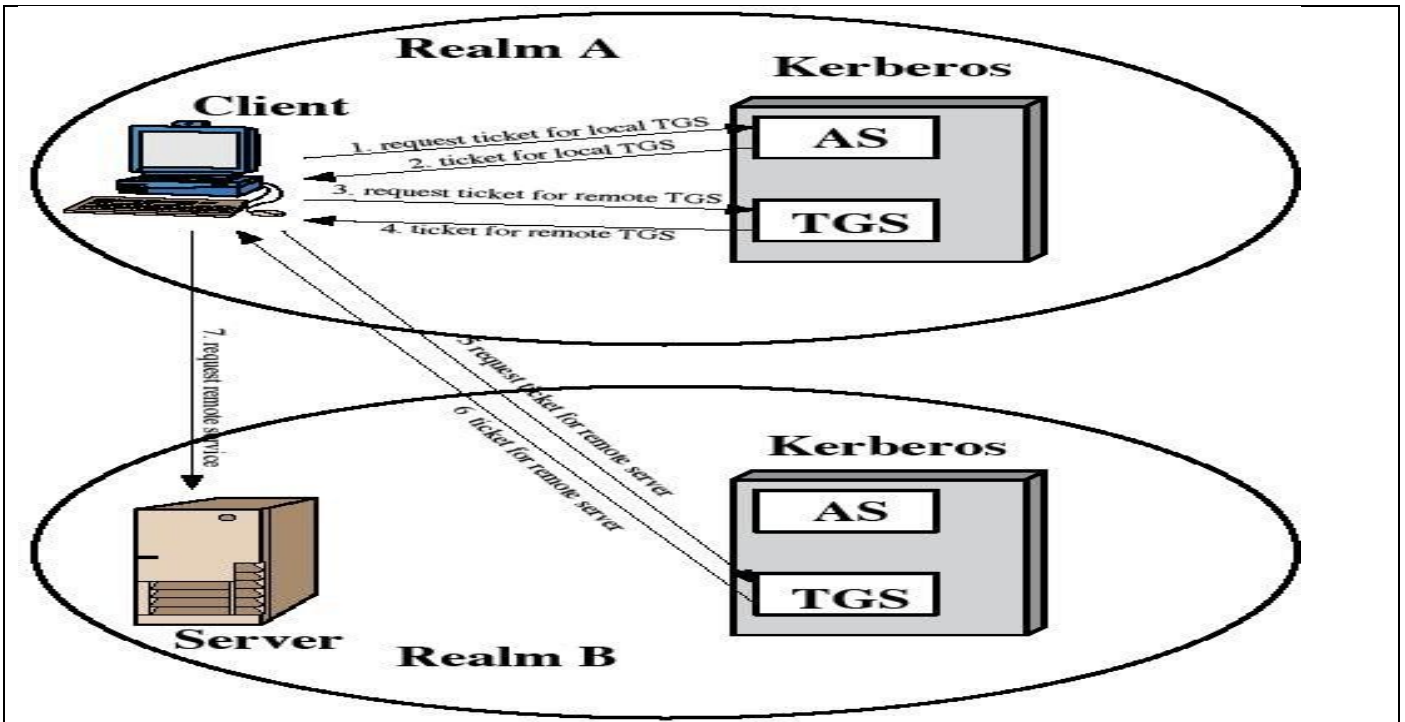 Realm A
Kerberos
Client
1. request ticket for local TGS
AS
2. ticket for local TGS
3. request ticket for remote TGS
TGS
4. ticket for remote TGS
7. request remote service
5 request ticket for remote server
6 ticket for remote server
Kerberos
AS
TGS
Server
Realm B